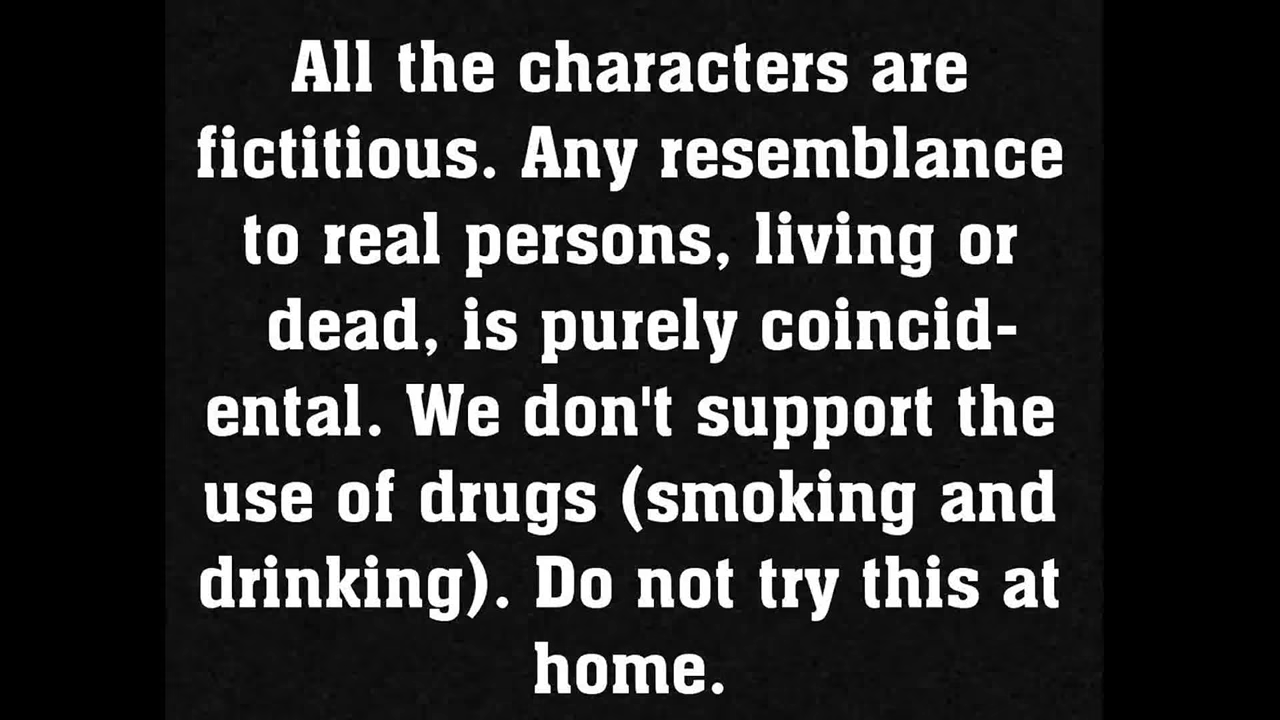 All the characters are
fictitious. Any resemblance
to real persons, living or
dead, is purely coincid-
ental. We don't support the
use of drugs (smoking and
drinking). Do not try this at
home.